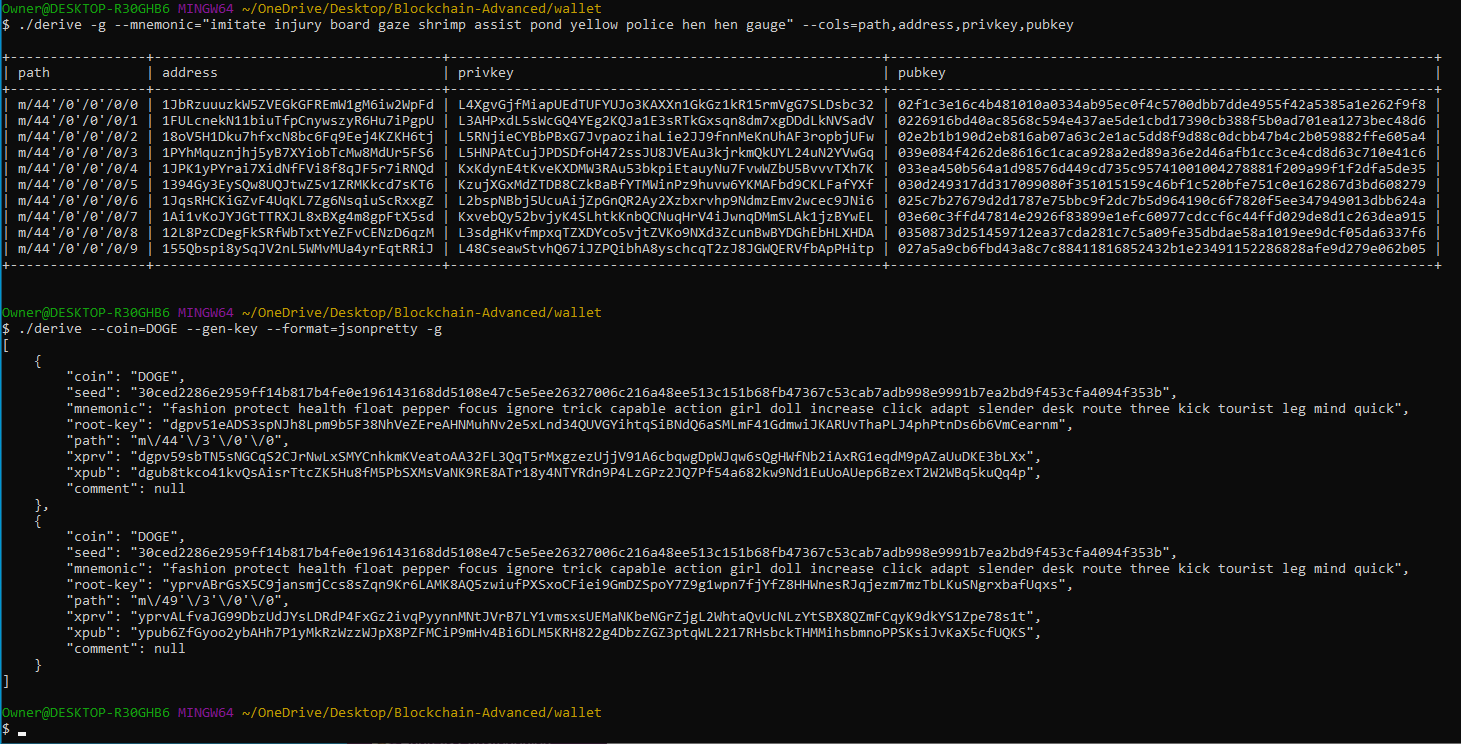 Owner@DESKTOP-R30GHB6 MINGW64 ~/OneDrive/Desktop/Blockchain-Advanced/wallet
$ ./derive -g --mnemonic="imitate injury board gaze shrimp assist pond yellow police hen hen gauge" --cols=path,address,privkey,pubkey
| path | address | privkey | pubkey |
| m/44'/0'/0'/0/0 | 1JbRzuuuzkW5ZVEGkGFREmW1gM6iw2WpFd | L4XgvGjfMiapUEdTUFYUJo3KAXXn1GkGz1kR15rmVgG7SLDsbc32 | 02f1c3e16c4b481010a0334ab95ec0f4c5700dbb7dde4955f42a5385a1e262f9f8 |
| m/44'/0'/0'/0/1 | 1FULcnekN11biuTfpCnywszyR6Hu7iPgpU | L3AHPxdL5sWcGQ4YEg2KQJa1E3sRTkGxsqn8dm7xgDDdLkNVSadV | 0226916bd40ac8568c594e437ae5de1cbd17390cb388f5b0ad701ea1273bec48d6 |
| m/44'/0'/0'/0/2 | 18oV5H1Dku7hfxcN8bc6Fq9Eej4KZKH6tj | L5RNjieCYBbPBxG7JvpaozihaLie2JJ9fnnMeKnUhAF3ropbjUFw | 02e2b1b190d2eb816ab07a63c2e1ac5dd8f9d88c0dcbb47b4c2b059882ffe605a4 |
| m/44'/0'/0'/0/3 | 1PYhMquznjhj5yB7XYiobTcMw8MdUr5FS6 | L5HNPAtCujJPDSDfoH472ssJU8JVEAu3kjrkmQkUYL24uN2YVwGq | 039e084f4262de8616c1caca928a2ed89a36e2d46afb1cc3ce4cd8d63c710e41c6 |
| m/44'/0'/0'/0/4 | 1JPK1yPYrai7XidNfFVi8f8qJF5r7iRNQd | KxKdynE4tKveKXDMW3RAu53bkpiEtauyNu7FvwWZbU5BvvvTXh7K | 033ea450b564a1d98576d449cd735c95741001004278881f209a99f1f2dfa5de35 |
| m/44'/0'/0'/0/5 | 1394Gy3EySQw8UQJtwZ5v1ZRMKkcd7sKT6 | KzujXGxMdZTDB8CZkBaBfYTMWinPz9huvw6YKMAFbd9CKLFafYXf | 030d249317dd317099080f351015159c46bf1c520bfe751c0e162867d3bd608279 |
| m/44'/0'/0'/0/6 | 1JqsRHCKiGZvF4UqKL7Zg6NsqiuScRxxgZ | L2bspNBbj5UcuAijZpGnQR2Ay2Xzbxrvhp9NdmzEmv2wcec9JNi6 | 025c7b27679d2d1787e75bbc9f2dc7b5d964190c6f7820f5ee347949013dbb624a |
| m/44'/0'/0'/0/7 | 1Ai1vKoJYJGtTTRXJL8xBXg4m8gpFtX5sd | KxvebQy52bvjyK4SLhtkKnbQCNuqHrV4iJwnqDMmSLAk1jzBYwEL | 03e60c3ffd47814e2926f83899e1efc60977cdccf6c44ffd029de8d1c263dea915 |
| m/44'/0'/0'/0/8 | 12L8PzCDegFkSRfWbTxtYeZFvCENzD6qzM | L3sdgHKvfmpxqTZXDYco5vjtZVKo9NXd3ZcunBwBYDGhEbHLXHDA | 0350873d251459712ea37cda281c7c5a09fe35dbdae58a1019ee9dcf05da6337f6 |
| m/44'/0'/0'/0/9 | 155Qbspi8ySqJV2nL5WMvMUa4yrEqtRRiJ | L48CseawStvhQ67iJZPQibhA8yschcqT2zJ8JGWQERVfbApPHitp | 027a5a9cb6fbd43a8c7c88411816852432b1e23491152286828afe9d279e062b05 |
Owner@DESKTOP-R30GHB6 MINGW64 ~/OneDrive/Desktop/Blockchain-Advanced/wallet
$ ./derive --coin=DOGE --gen-key --format=jsonpretty -g
[
{
"coin": "DOGE",
"seed": "30ced2286e2959ff14b817b4fe0e196143168dd5108e47c5e5ee26327006c216a48ee513c151b68fb47367c53cab7adb998e9991b7ea2bd9f453cfa4094f353b",
"mnemonic": "fashion protect health float pepper focus ignore trick capable action girl doll increase click adapt slender desk route three kick tourist leg mind quick",
"root-key": "dgpv51eADS3spNJh8Lpm9b5F38NhVeZEreAHNMuhNv2e5xLnd34QUVGYihtqSiBNdQ6aSMLmF41GdmwiJKARUvThaPLJ4phPtnDs6b6VmCearnm",
"path": "m\/44'\/3'\/0'\/0",
"xprv": "dgpv59sbTN5sNGCqS2CJrNwLxSMYCnhkmKVeatoAA32FL3QqT5rMxgzezUjjV91A6cbqwgDpWJqw6sQgHWfNb2iAxRG1eqdM9pAZaUuDKE3bLXx",
"xpub": "dgub8tkco41kvQsAisrTtcZK5Hu8fM5PbSXMsVaNK9RE8ATr18y4NTYRdn9P4LzGPz2JQ7Pf54a682kw9Nd1EuUoAUep6BzexT2W2WBq5kuQq4p",
"comment": null
},
{
"coin": "DOGE",
"seed": "30ced2286e2959ff14b817b4fe0e196143168dd5108e47c5e5ee26327006c216a48ee513c151b68fb47367c53cab7adb998e9991b7ea2bd9f453cfa4094f353b",
"mnemonic": "fashion protect health float pepper focus ignore trick capable action girl doll increase click adapt slender desk route three kick tourist leg mind quick",
"root-key": "yprvABrGsX5C9jansmjCcs8sZqn9Kr6LAMK8AQ5zwiufPXSxoCFiei9GmDZSpoY7Z9g1wpn7fjYfZ8HHWnesRJqjezm7mzTbLKuSNgrxbafUqxs",
"path": "m\/49'\/3'\/0'\/0",
"xprv": "yprvALfvaJG99DbzUdJYsLDRdP4FxGz2ivqPyynnMNtJVrB7LY1vmsxsUEMaNKbeNGrZjgL2WhtaQvUcNLzYtSBX8QZmFCqyK9dkYS1Zpe78s1t",
"xpub": "ypub6ZfGyoo2ybAHh7P1yMkRzWzzWJpX8PZFMCiP9mHv4Bi6DLM5KRH822g4DbzZGZ3ptqWL2217RHsbckTHMMihsbmnoPPSKsiJvKaX5cfUQKS",
"comment": null
}
]
Owner@DESKTOP-R30GHB6 MINGW64 ~/OneDrive/Desktop/Blockchain-Advanced/wallet
$